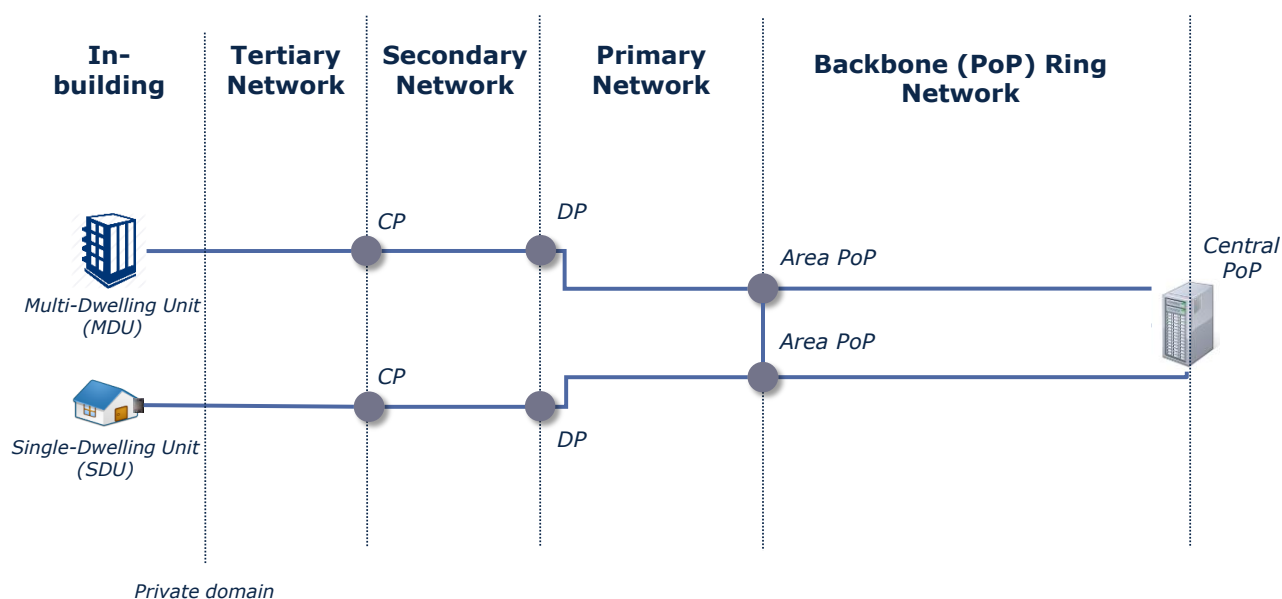 In-
building
Tertiary
Network
Secondary
Network
Primary
Network
Backbone (PoP) Ring
Network
CP
DP
Area PoP
Central
PoP
Multi-Dwelling Unit
(MDU)
Area PoP
CP
DP
Single-Dwelling Unit
(SDU)
Private domain